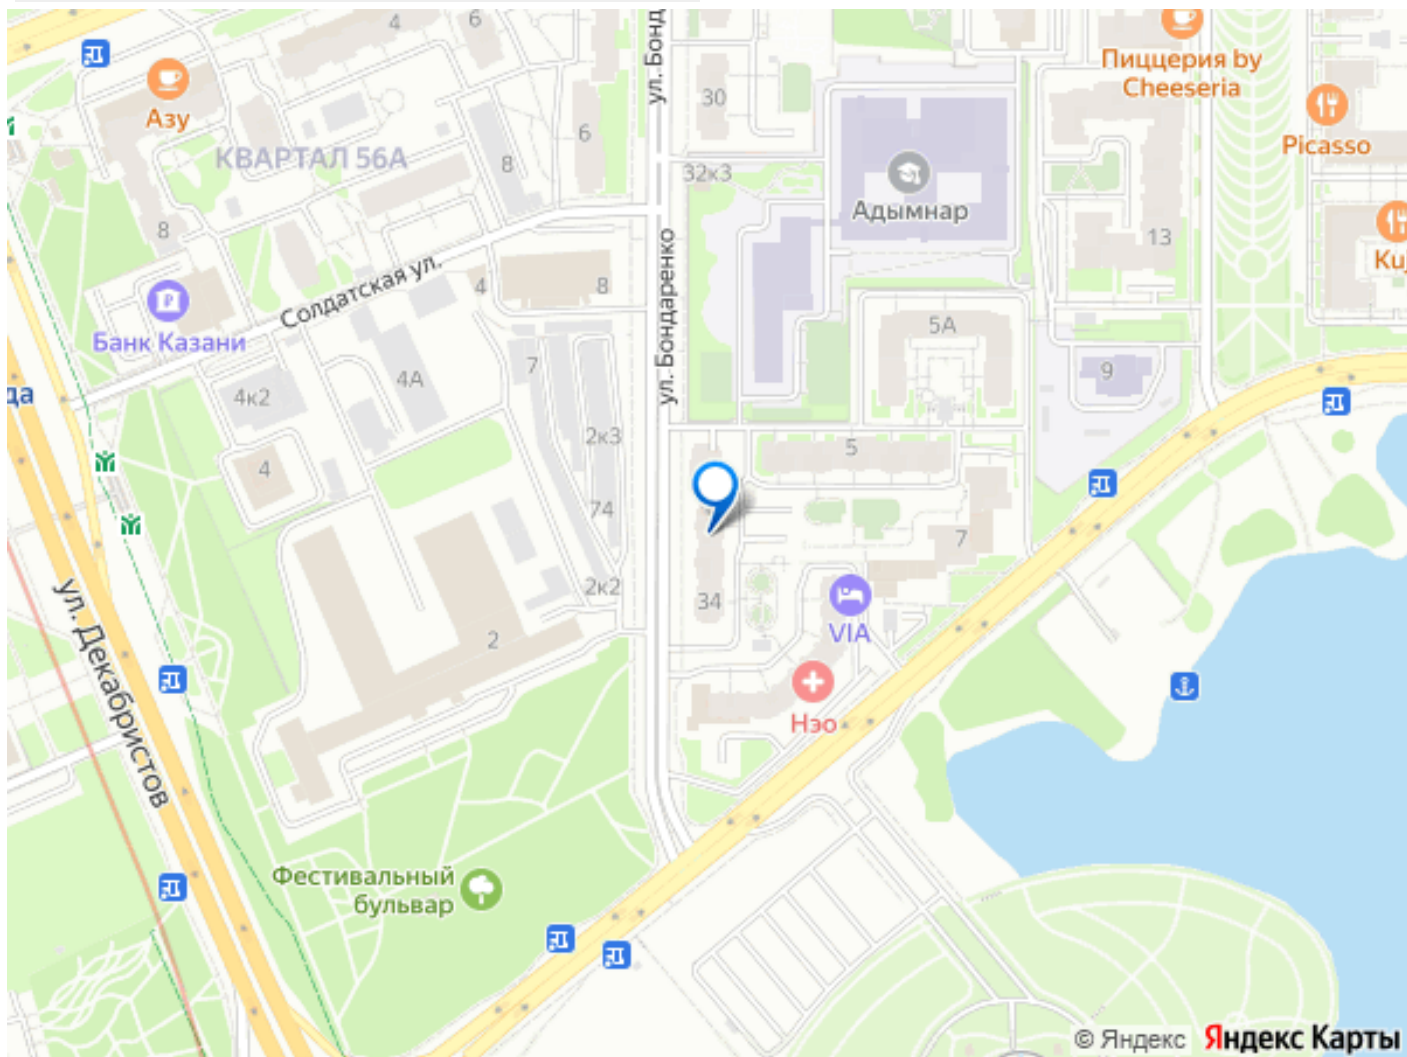 4
6
ул. Бонд
Пиццерия by
Cheeseria
Азу
30
Picasso
6
КВАРТАЛ 56А
8
32к3
Адымнар
8
13
Kuj
Солдатская ул.
4
8
ул. Бондаренко
Банк Казани
5А
7
9
4А
да
4к2
2к3
5
4
74
7
2к2
34
VIA
ул. Декабристов
2
Нэо
Фестивальный
бульвар
© Яндекс Яндекс Карты